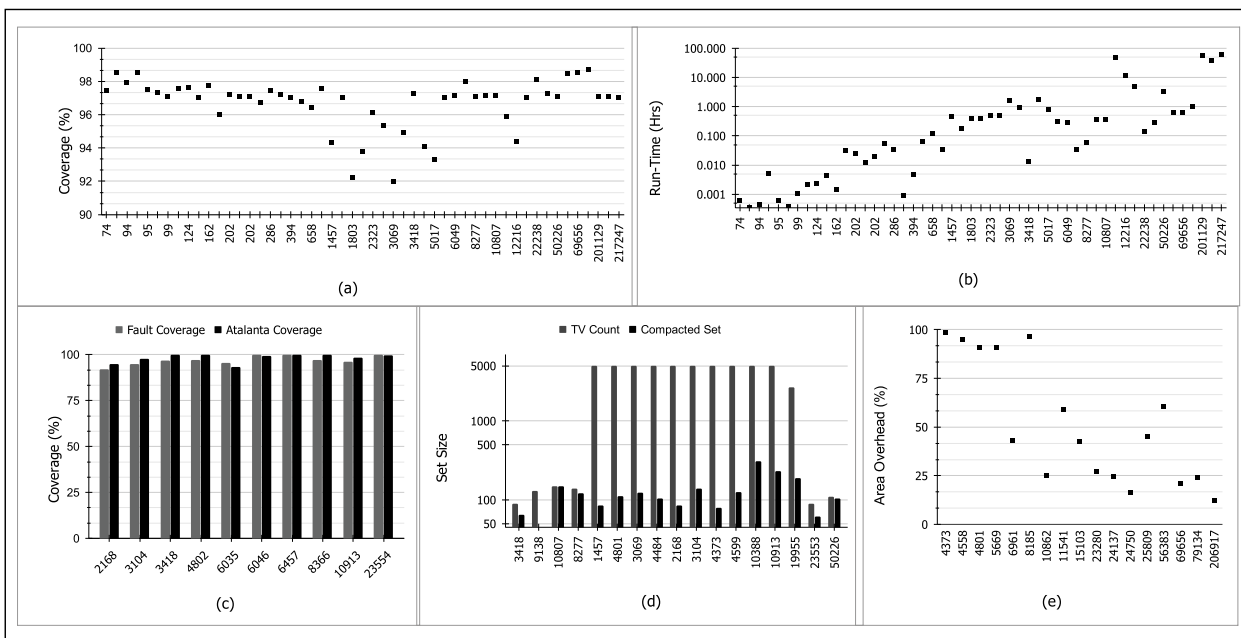 100
98
96
94
92
90
Coverage (%)
74 94 95 99 124 162 202 202 286 394 658 1457 1803 2323 3069 3418 5017 6049 8277 10807 12216 22238 50226 69656 201129 217247
(a)
100.000
10.000
1.000
0.100
0.010
0.001
Run-Time (Hrs)
74 94 95 99 124 162 202 202 286 394 658 1457 1803 2323 3069 3418 5017 6049 8277 10807 12216 22238 50226 69656 201129 217247
(b)
Fault Coverage Atalanta Coverage
100
75
50
25
0
Coverage (%)
2168 3104 3418 4802 6035 6046 6457 8366 10913 23554
(c)
TV Count Compacted Set
5000
1000
500
100
50
Set Size
3418 9138 10807 8277 1457 4801 3069 4484 2168 3104 4373 4599 10388 10913 19955 23553 50226
(d)
100
75
50
25
0
Area Overhead (%)
4373 4558 4801 5669 6961 8185 10862 11541 15103 23280 24137 24750 25809 56383 69656 79134 206917
(e)